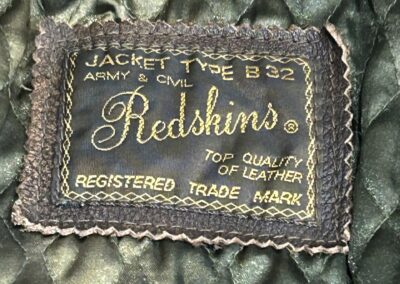 JACKET TYPE B 32
ARMY & CIVIL
Redskins ®
TOP QUALITY
OF LEATHER
REGISTERED TRADE MARK